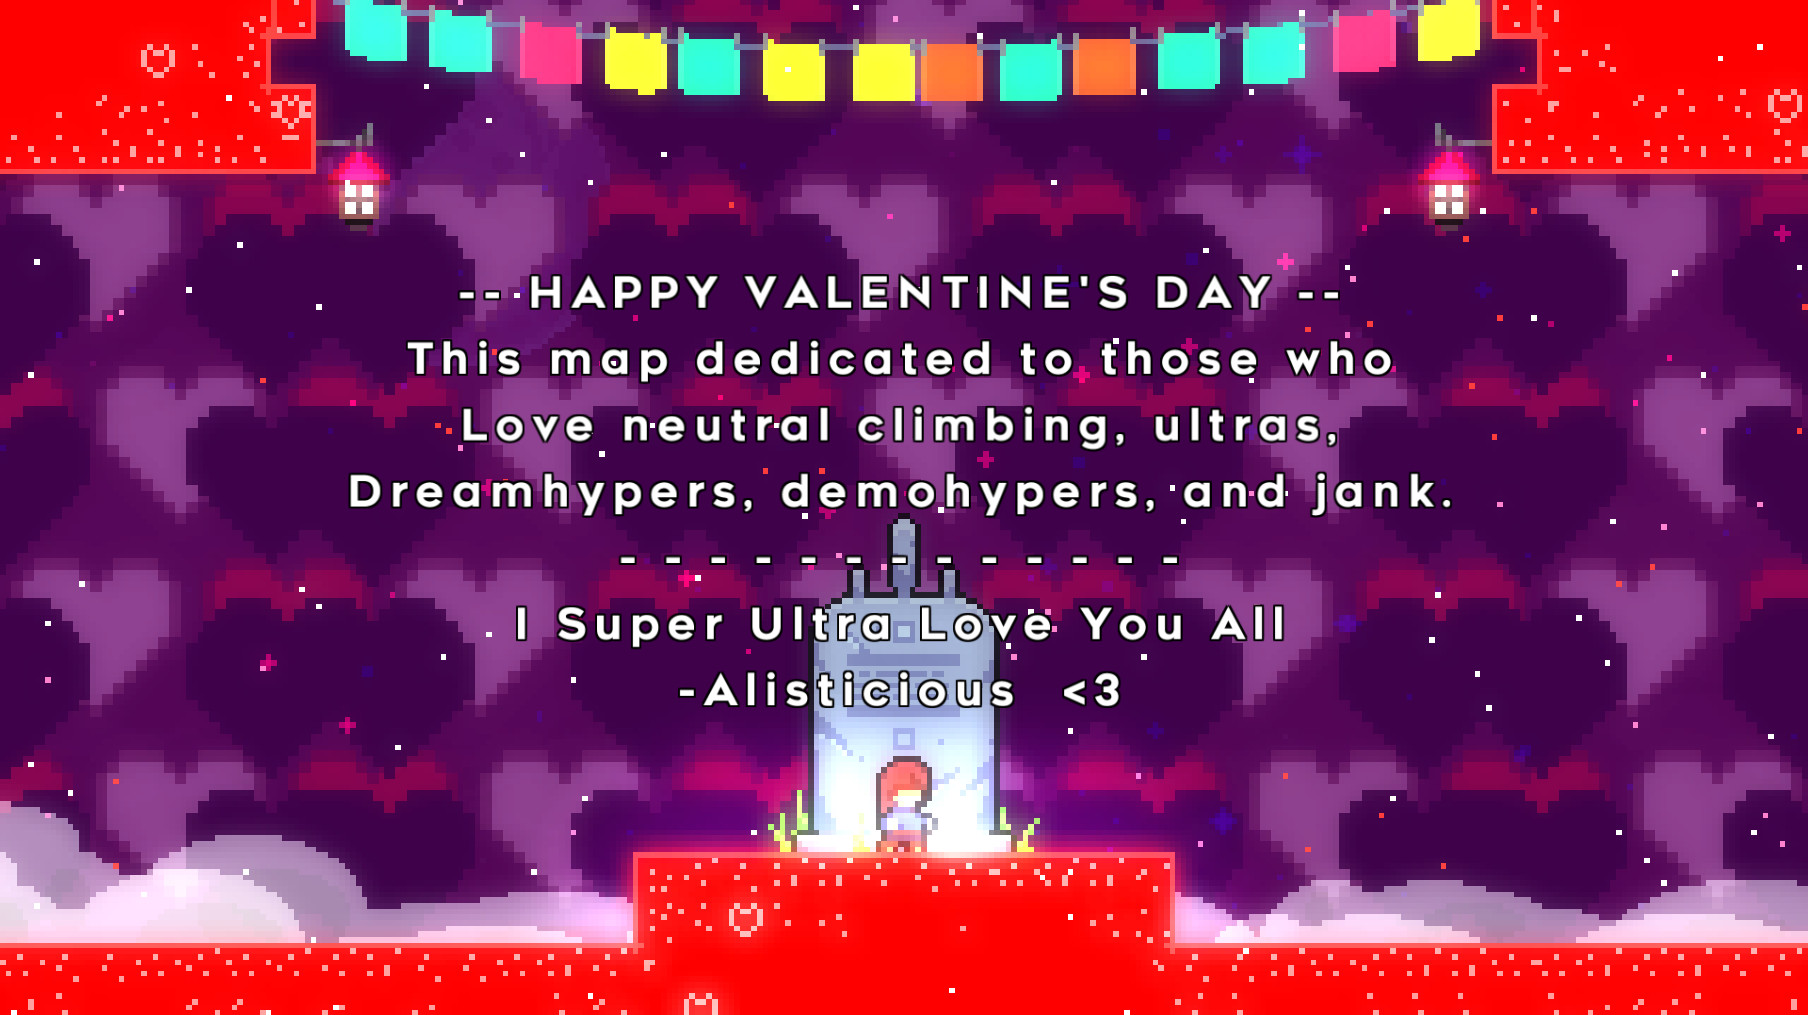 -- HAPPY VALENTINE'S DAY --
This map dedicated to those who
Love neutral climbing, ultras,
Dreamhypers, demohypers, and jank.
- - - - - - - - - - - - -
I Super Ultra Love You All
-Alisticious <3